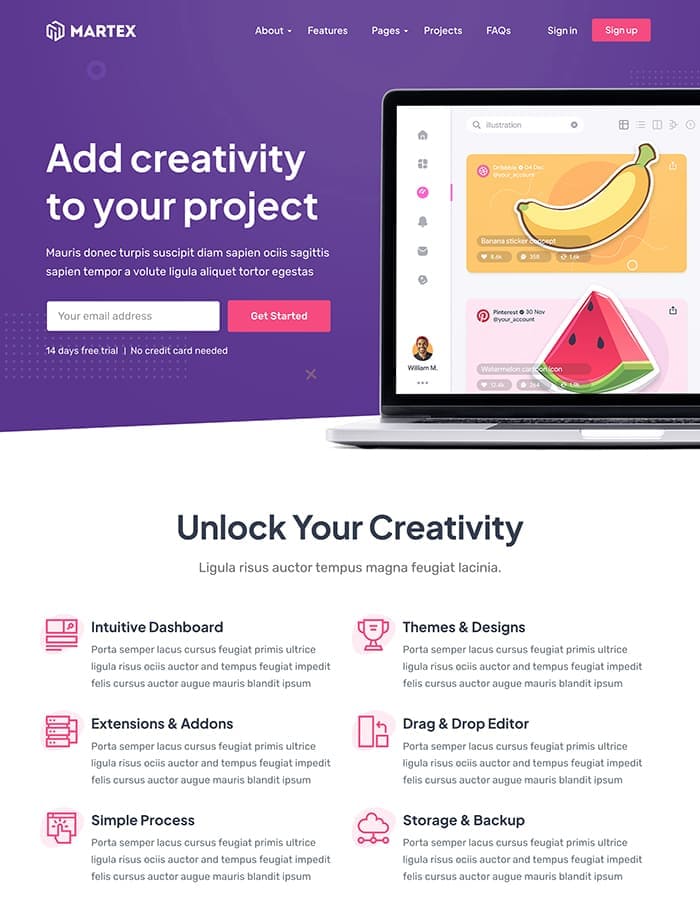 MARTEX
About Features Pages Projects FAQs Sign in Sign up
Add creativity
to your project
Mauris donec turpis suscipit diam sapien ociis sagittis
sapien tempor a volute ligula aliquet tortor egestas
Your email address
Get Started
14 days free trial | No credit card needed
illustration
Dribbble 04 Dec
@your_account
Banana sticker concept
8.6k 358 1.6k
Pinterest 30 Nov
@your_account
Watermelon cartoon icon
12.4k 264 1.9k
William M.
Unlock Your Creativity
Ligula risus auctor tempus magna feugiat lacinia.
Intuitive Dashboard
Porta semper lacus cursus feugiat primis ultrice
ligula risus ociis auctor and tempus feugiat impedit
felis cursus auctor augue mauris blandit ipsum
Themes & Designs
Porta semper lacus cursus feugiat primis ultrice
ligula risus ociis auctor and tempus feugiat impedit
felis cursus auctor augue mauris blandit ipsum
Extensions & Addons
Porta semper lacus cursus feugiat primis ultrice
ligula risus ociis auctor and tempus feugiat impedit
felis cursus auctor augue mauris blandit ipsum
Drag & Drop Editor
Porta semper lacus cursus feugiat primis ultrice
ligula risus ociis auctor and tempus feugiat impedit
felis cursus auctor augue mauris blandit ipsum
Simple Process
Porta semper lacus cursus feugiat primis ultrice
ligula risus ociis auctor and tempus feugiat impedit
felis cursus auctor augue mauris blandit ipsum
Storage & Backup
Porta semper lacus cursus feugiat primis ultrice
ligula risus ociis auctor and tempus feugiat impedit
felis cursus auctor augue mauris blandit ipsum